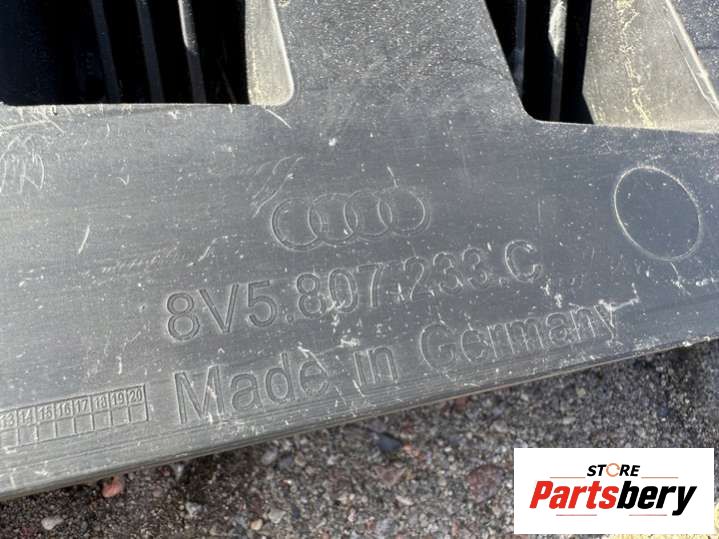 8V5.807.233.C
Made in Germany
13 14 15 16 17 18 19 20
STORE
Partsbery